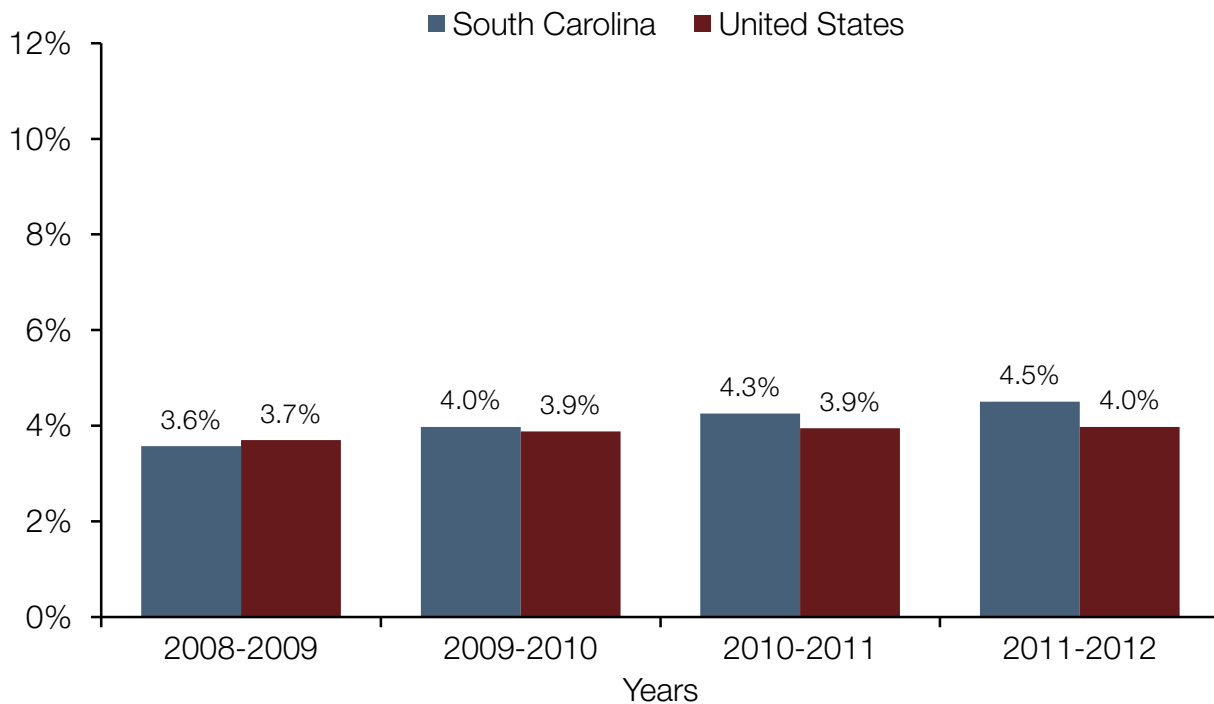 South Carolina United States
12%
10%
8%
6%
4%
2%
0%
3.6% 3.7% 4.0% 3.9% 4.3% 3.9% 4.5% 4.0%
2008-2009 2009-2010 2010-2011 2011-2012
Years